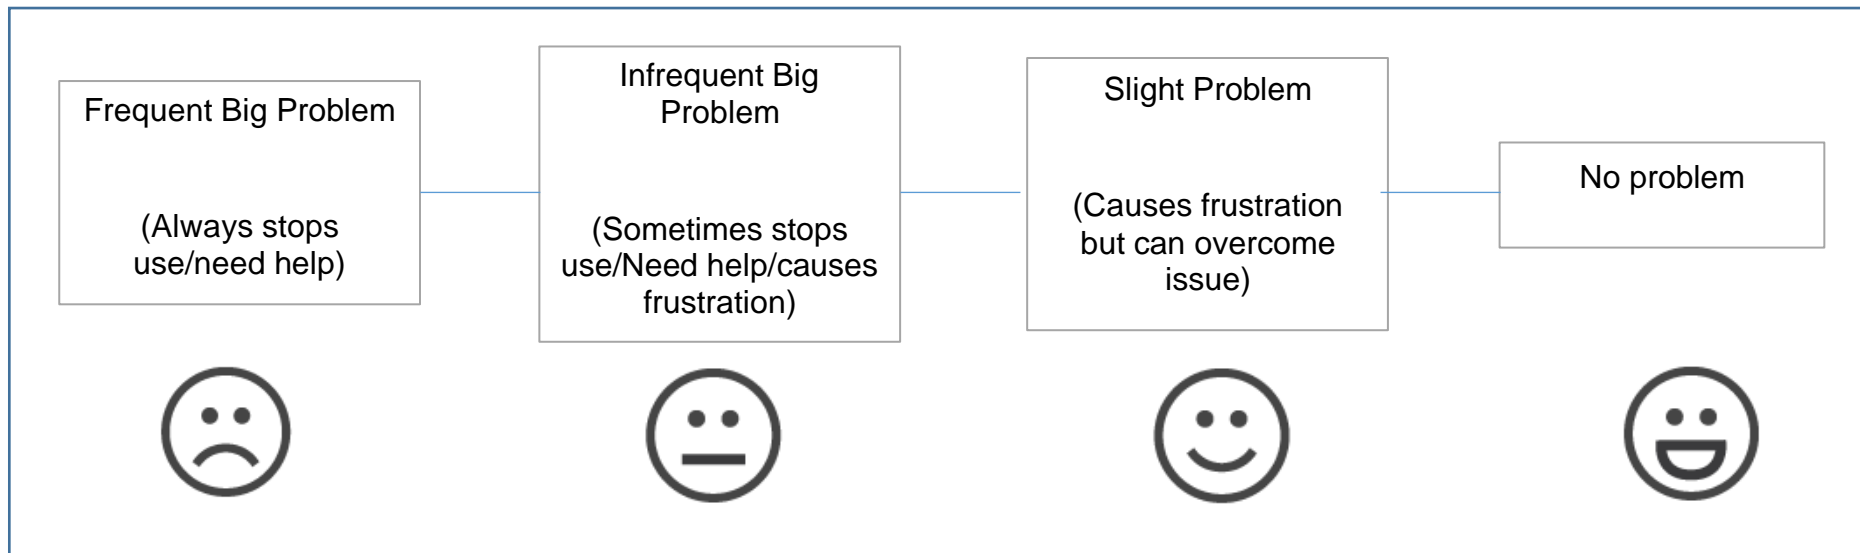 Frequent Big Problem
(Always stops
use/need help)
Infrequent Big
Problem
(Sometimes stops
use/Need help/causes
frustration)
Slight Problem
(Causes frustration
but can overcome
issue)
No problem